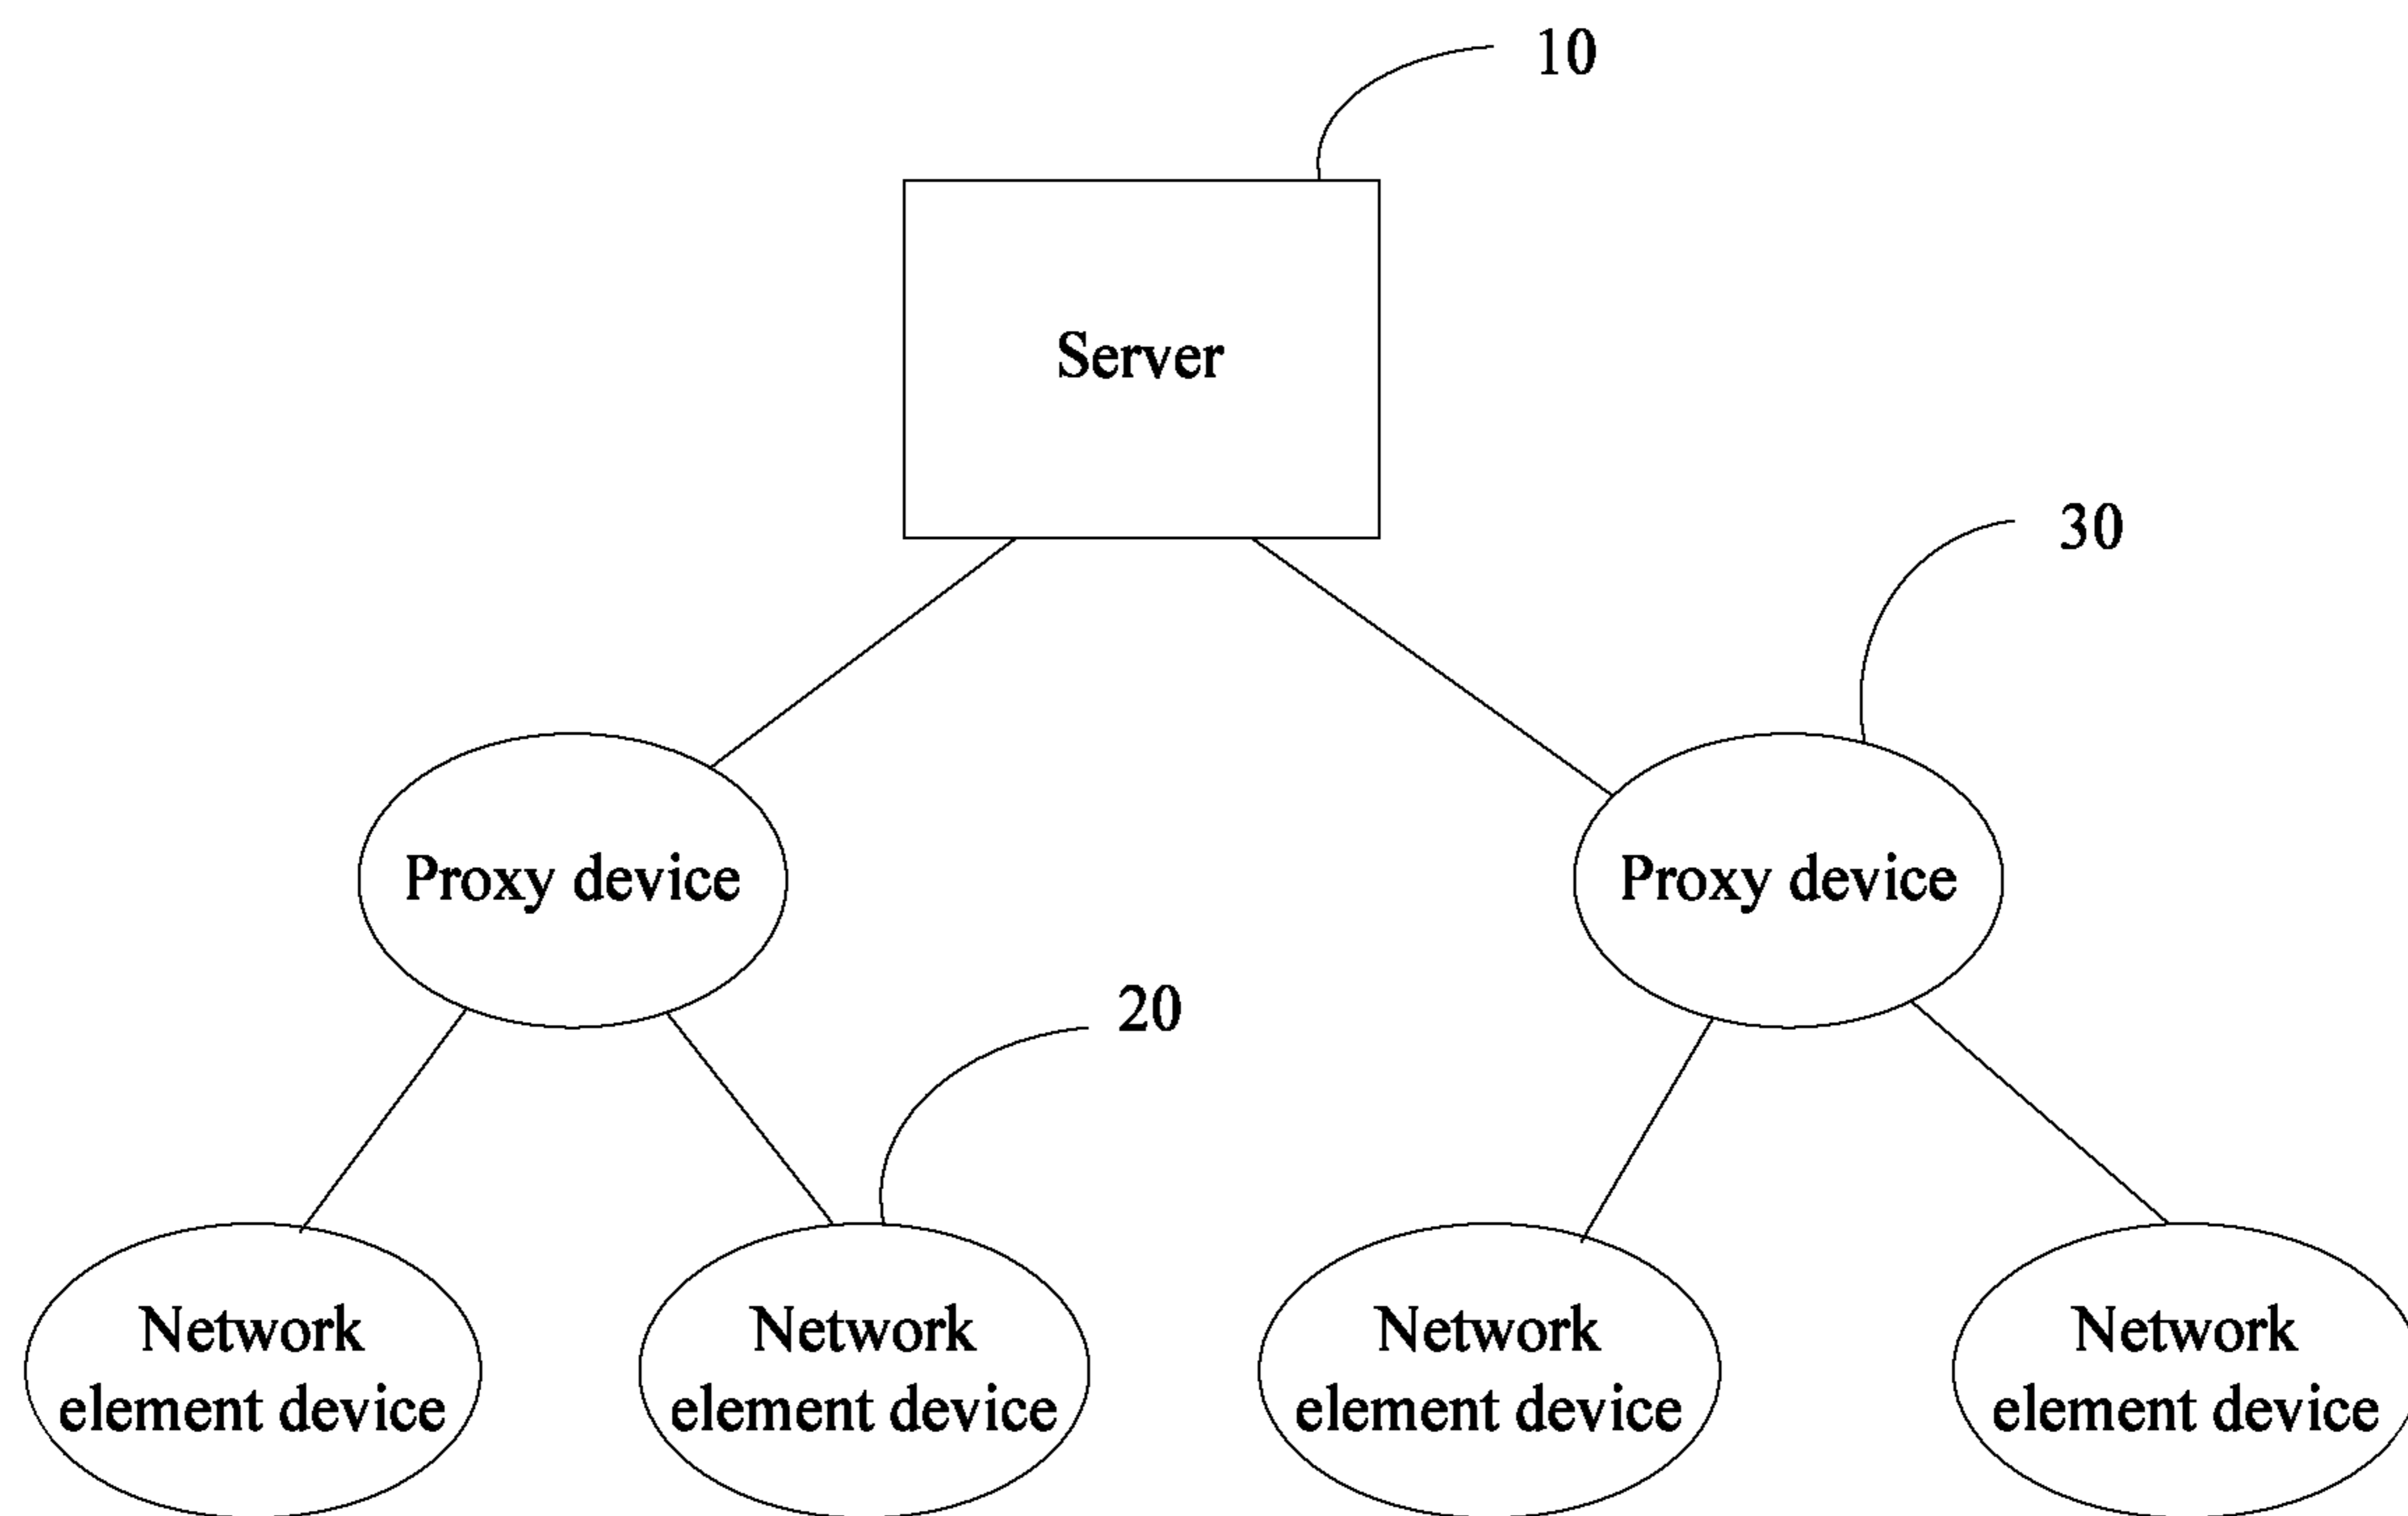 10
Server
30
Proxy device
Proxy device
20
Network
element device
Network
element device
Network
element device
Network
element device